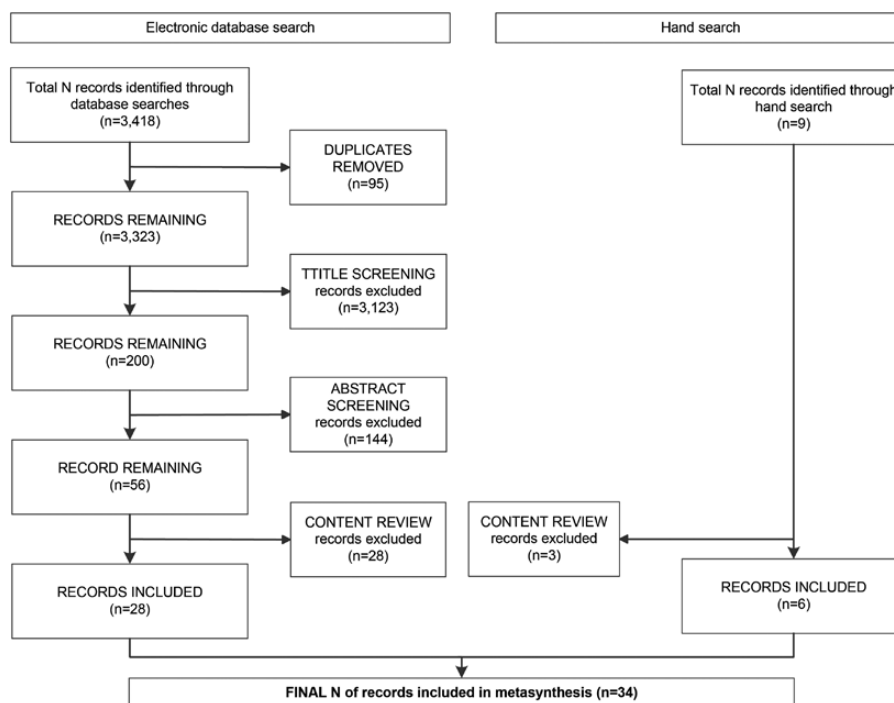 Electronic database search
Hand search
Total N records identified through
database searches
(n=3,418)
Total N records identified through
hand search
(n=9)
DUPLICATES
REMOVED
(n=95)
RECORDS REMAINING
(n=3,323)
TTITLE SCREENING
records excluded
(n=3,123)
RECORDS REMAINING
(n=200)
ABSTRACT
SCREENING
records excluded
(n=144)
RECORD REMAINING
(n=56)
CONTENT REVIEW
records excluded
(n=28)
CONTENT REVIEW
records excluded
(n=3)
RECORDS INCLUDED
(n=28)
RECORDS INCLUDED
(n=6)
FINAL N of records included in metasynthesis (n=34)